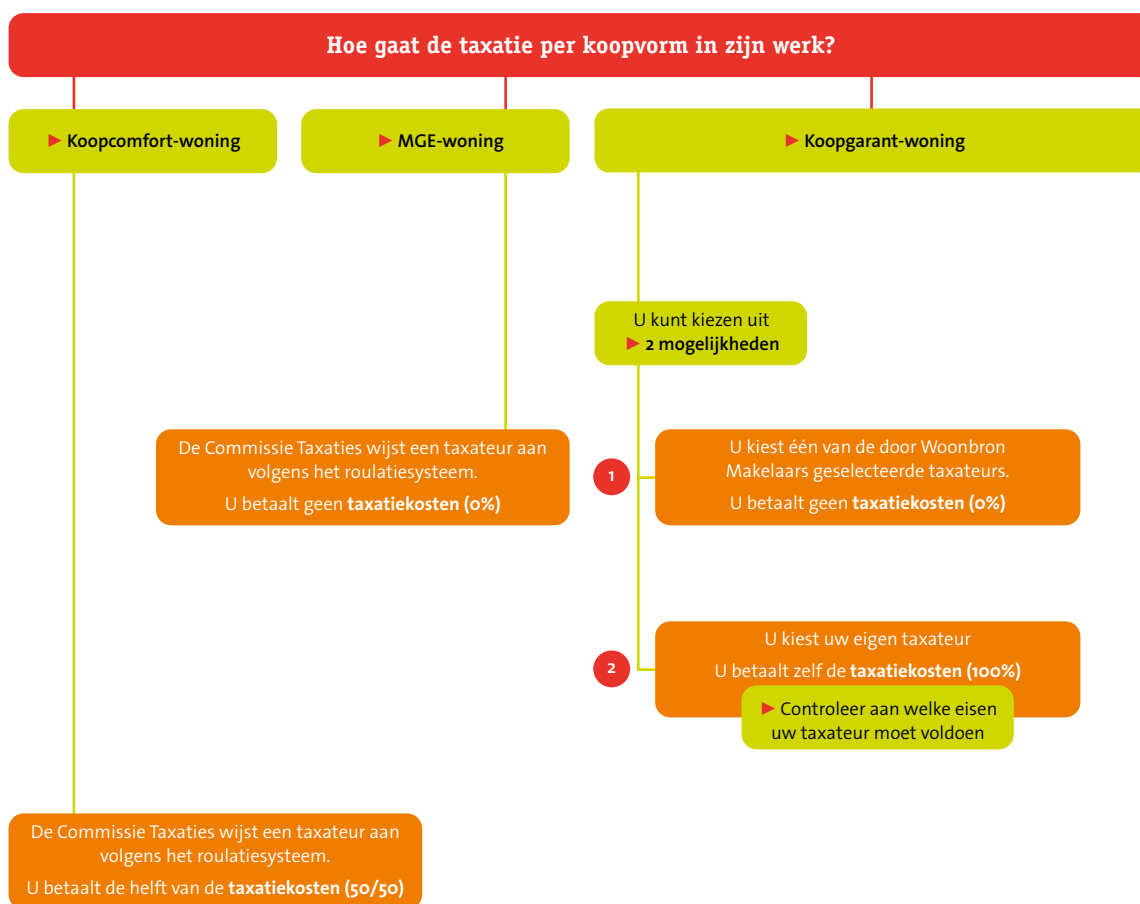 Hoe gaat de taxatie per koopvorm in zijn werk?
► Koopcomfort-woning
► MGE-woning
► Koopgarant-woning
U kunt kiezen uit
► 2 mogelijkheden
De Commissie Taxaties wijst een taxateur aan
volgens het roulatiesysteem.
U betaalt geen taxatiekosten (0%)
1
U kiest één van de door Woonbron
Makelaars geselecteerde taxateurs.
U betaalt geen taxatiekosten (0%)
2
U kiest uw eigen taxateur
U betaalt zelf de taxatiekosten (100%)
► Controleer aan welke eisen
uw taxateur moet voldoen
De Commissie Taxaties wijst een taxateur aan
volgens het roulatiesysteem.
U betaalt de helft van de taxatiekosten (50/50)